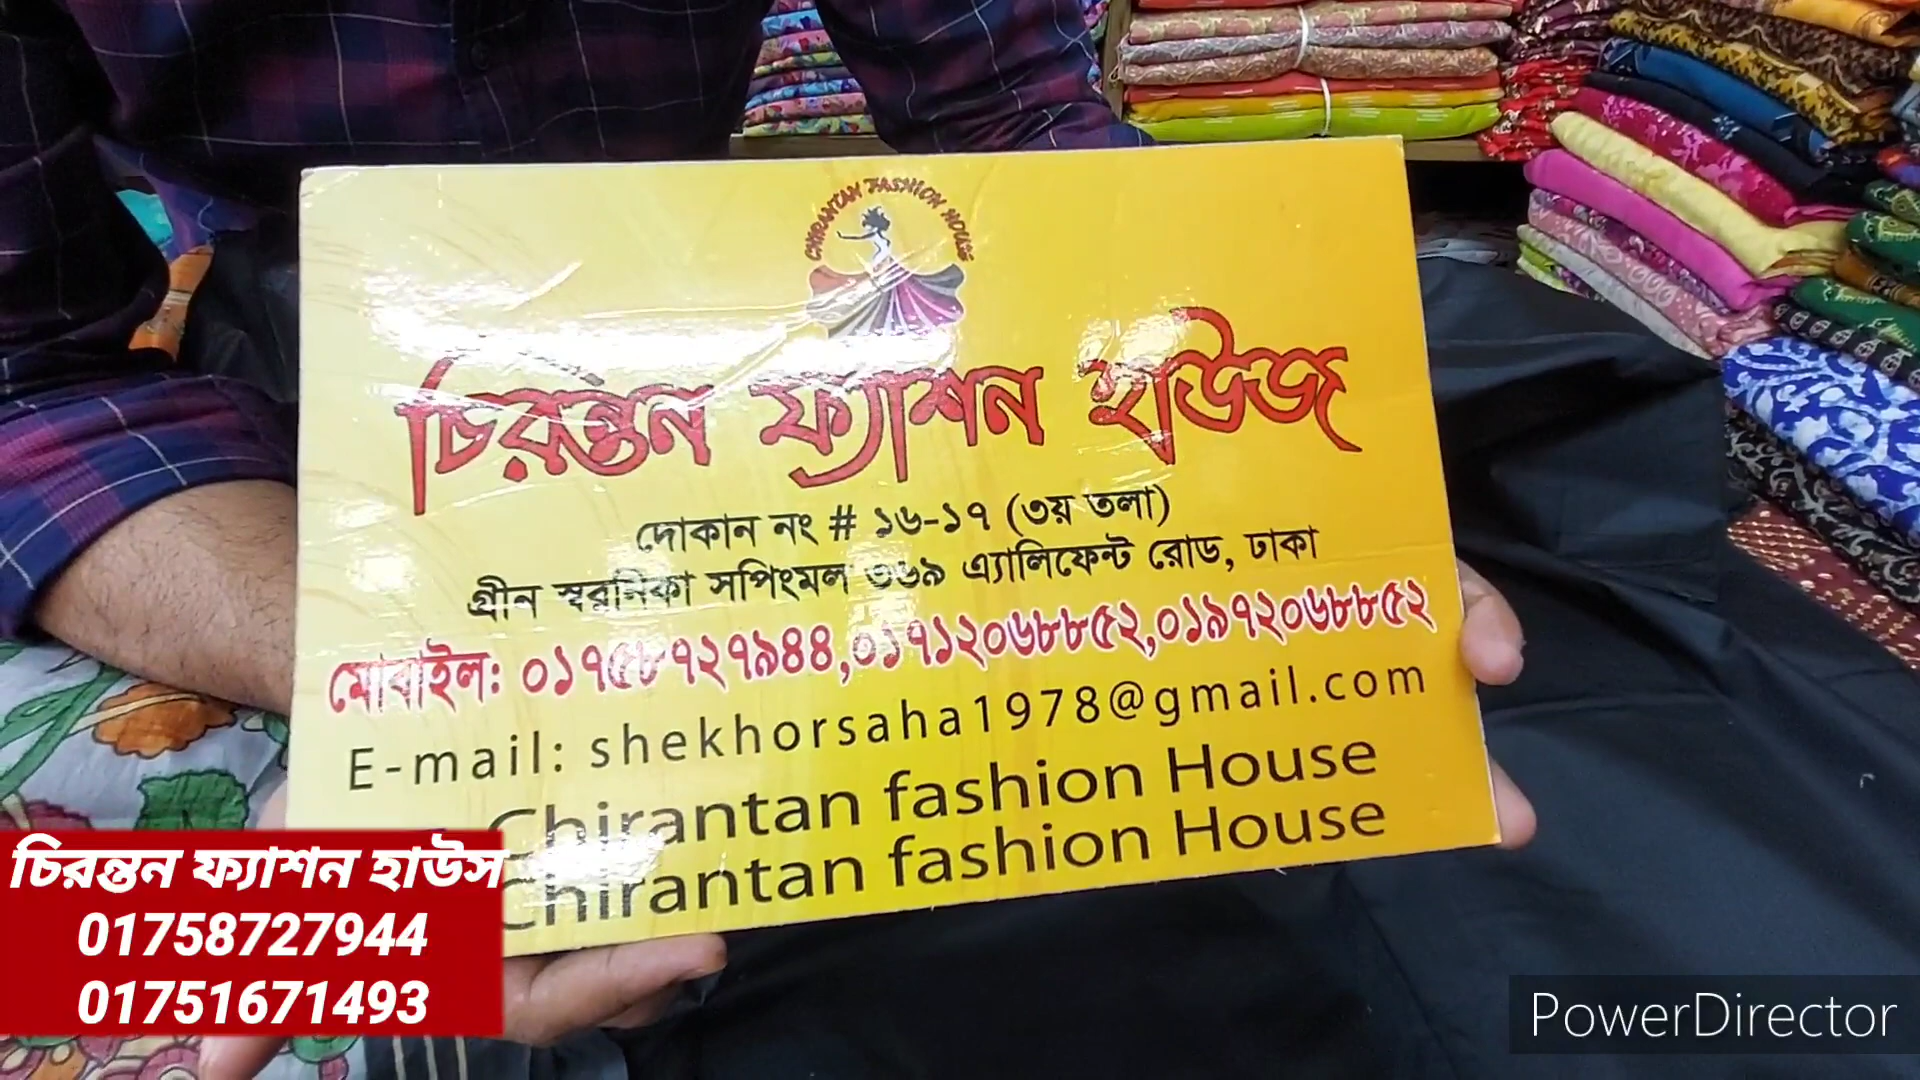 CHIRANTAN FASHION HOUSE
চিরন্তন ফ্যাশন হাউজ
দোকান নং # ১৬-১৭ (৩য় তলা)
গ্রীন স্বরনিকা সপিংমল ৩৬৯ এ্যালিফেন্ট রোড, ঢাকা
মোবাইল: ০১৭৫৮৭২৭৯৪৪,০১৭১২০৬৮৮৫২,০১৯৭২০৬৮৮৫২
E-mail: shekhorsaha1978@gmail.com
Chirantan fashion House
Chirantan fashion House
চিরন্তন ফ্যাশন হাউস
01758727944
01751671493
PowerDirector